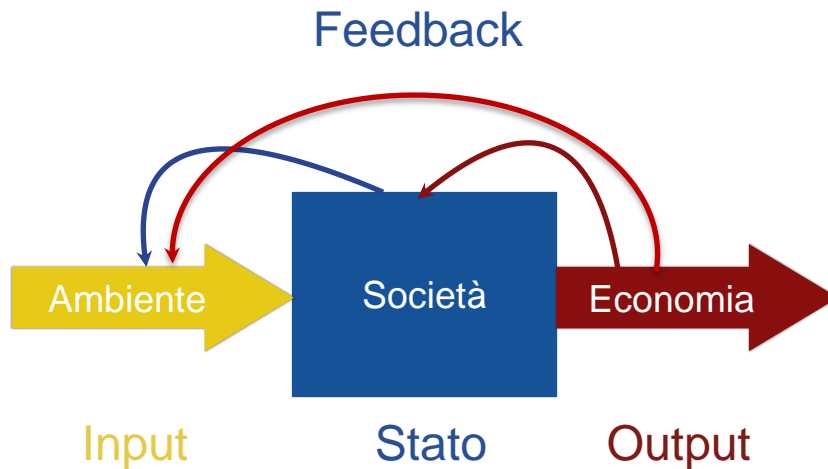 Feedback
Ambiente
Società
Economia
Input
Stato
Output